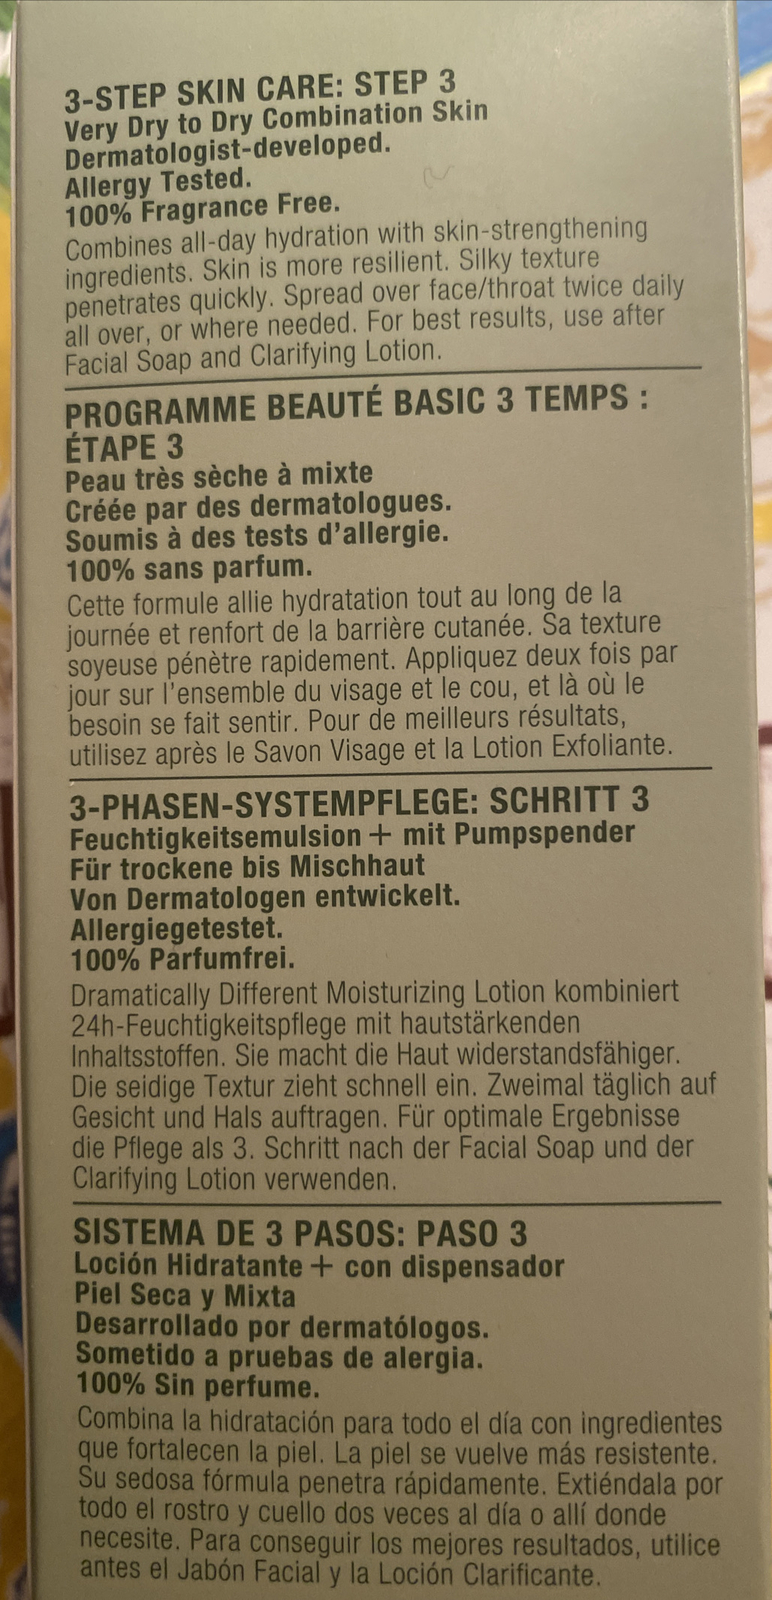 3-STEP SKIN CARE: STEP 3
Very Dry to Dry Combination Skin
Dermatologist-developed.
Allergy Tested.
100% Fragrance Free.
Combines all-day hydration with skin-strengthening
ingredients. Skin is more resilient. Silky texture
penetrates quickly. Spread over face/throat twice daily
all over, or where needed. For best results, use after
Facial Soap and Clarifying Lotion.
PROGRAMME BEAUTÉ BASIC 3 TEMPS :
ÉTAPE 3
Peau très sèche à mixte
Créée par des dermatologues.
Soumis à des tests d'allergie.
100% sans parfum.
Cette formule allie hydratation tout au long de la
journée et renfort de la barrière cutanée. Sa texture
soyeuse pénètre rapidement. Appliquez deux fois par
jour sur l'ensemble du visage et le cou, et là où le
besoin se fait sentir. Pour de meilleurs résultats,
utilisez après le Savon Visage et la Lotion Exfoliante.
3-PHASEN-SYSTEMPFLEGE: SCHRITT 3
Feuchtigkeitsemulsion + mit Pumpspender
Für trockene bis Mischhaut
Von Dermatologen entwickelt.
Allergiegetestet.
100% Parfumfrei.
Dramatically Different Moisturizing Lotion kombiniert
24h-Feuchtigkeitspflege mit hautstärkenden
Inhaltsstoffen. Sie macht die Haut widerstandsfähiger.
Die seidige Textur zieht schnell ein. Zweimal täglich auf
Gesicht und Hals auftragen. Für optimale Ergebnisse
die Pflege als 3. Schritt nach der Facial Soap und der
Clarifying Lotion verwenden.
SISTEMA DE 3 PASOS: PASO 3
Loción Hidratante + con dispensador
Piel Seca y Mixta
Desarrollado por dermatólogos.
Sometido a pruebas de alergia.
100% Sin perfume.
Combina la hidratación para todo el día con ingredientes
que fortalecen la piel. La piel se vuelve más resistente.
Su sedosa fórmula penetra rápidamente. Extiéndala por
todo el rostro y cuello dos veces al día o allí donde
necesite. Para conseguir los mejores resultados, utilice
antes el Jabón Facial y la Loción Clarificante.